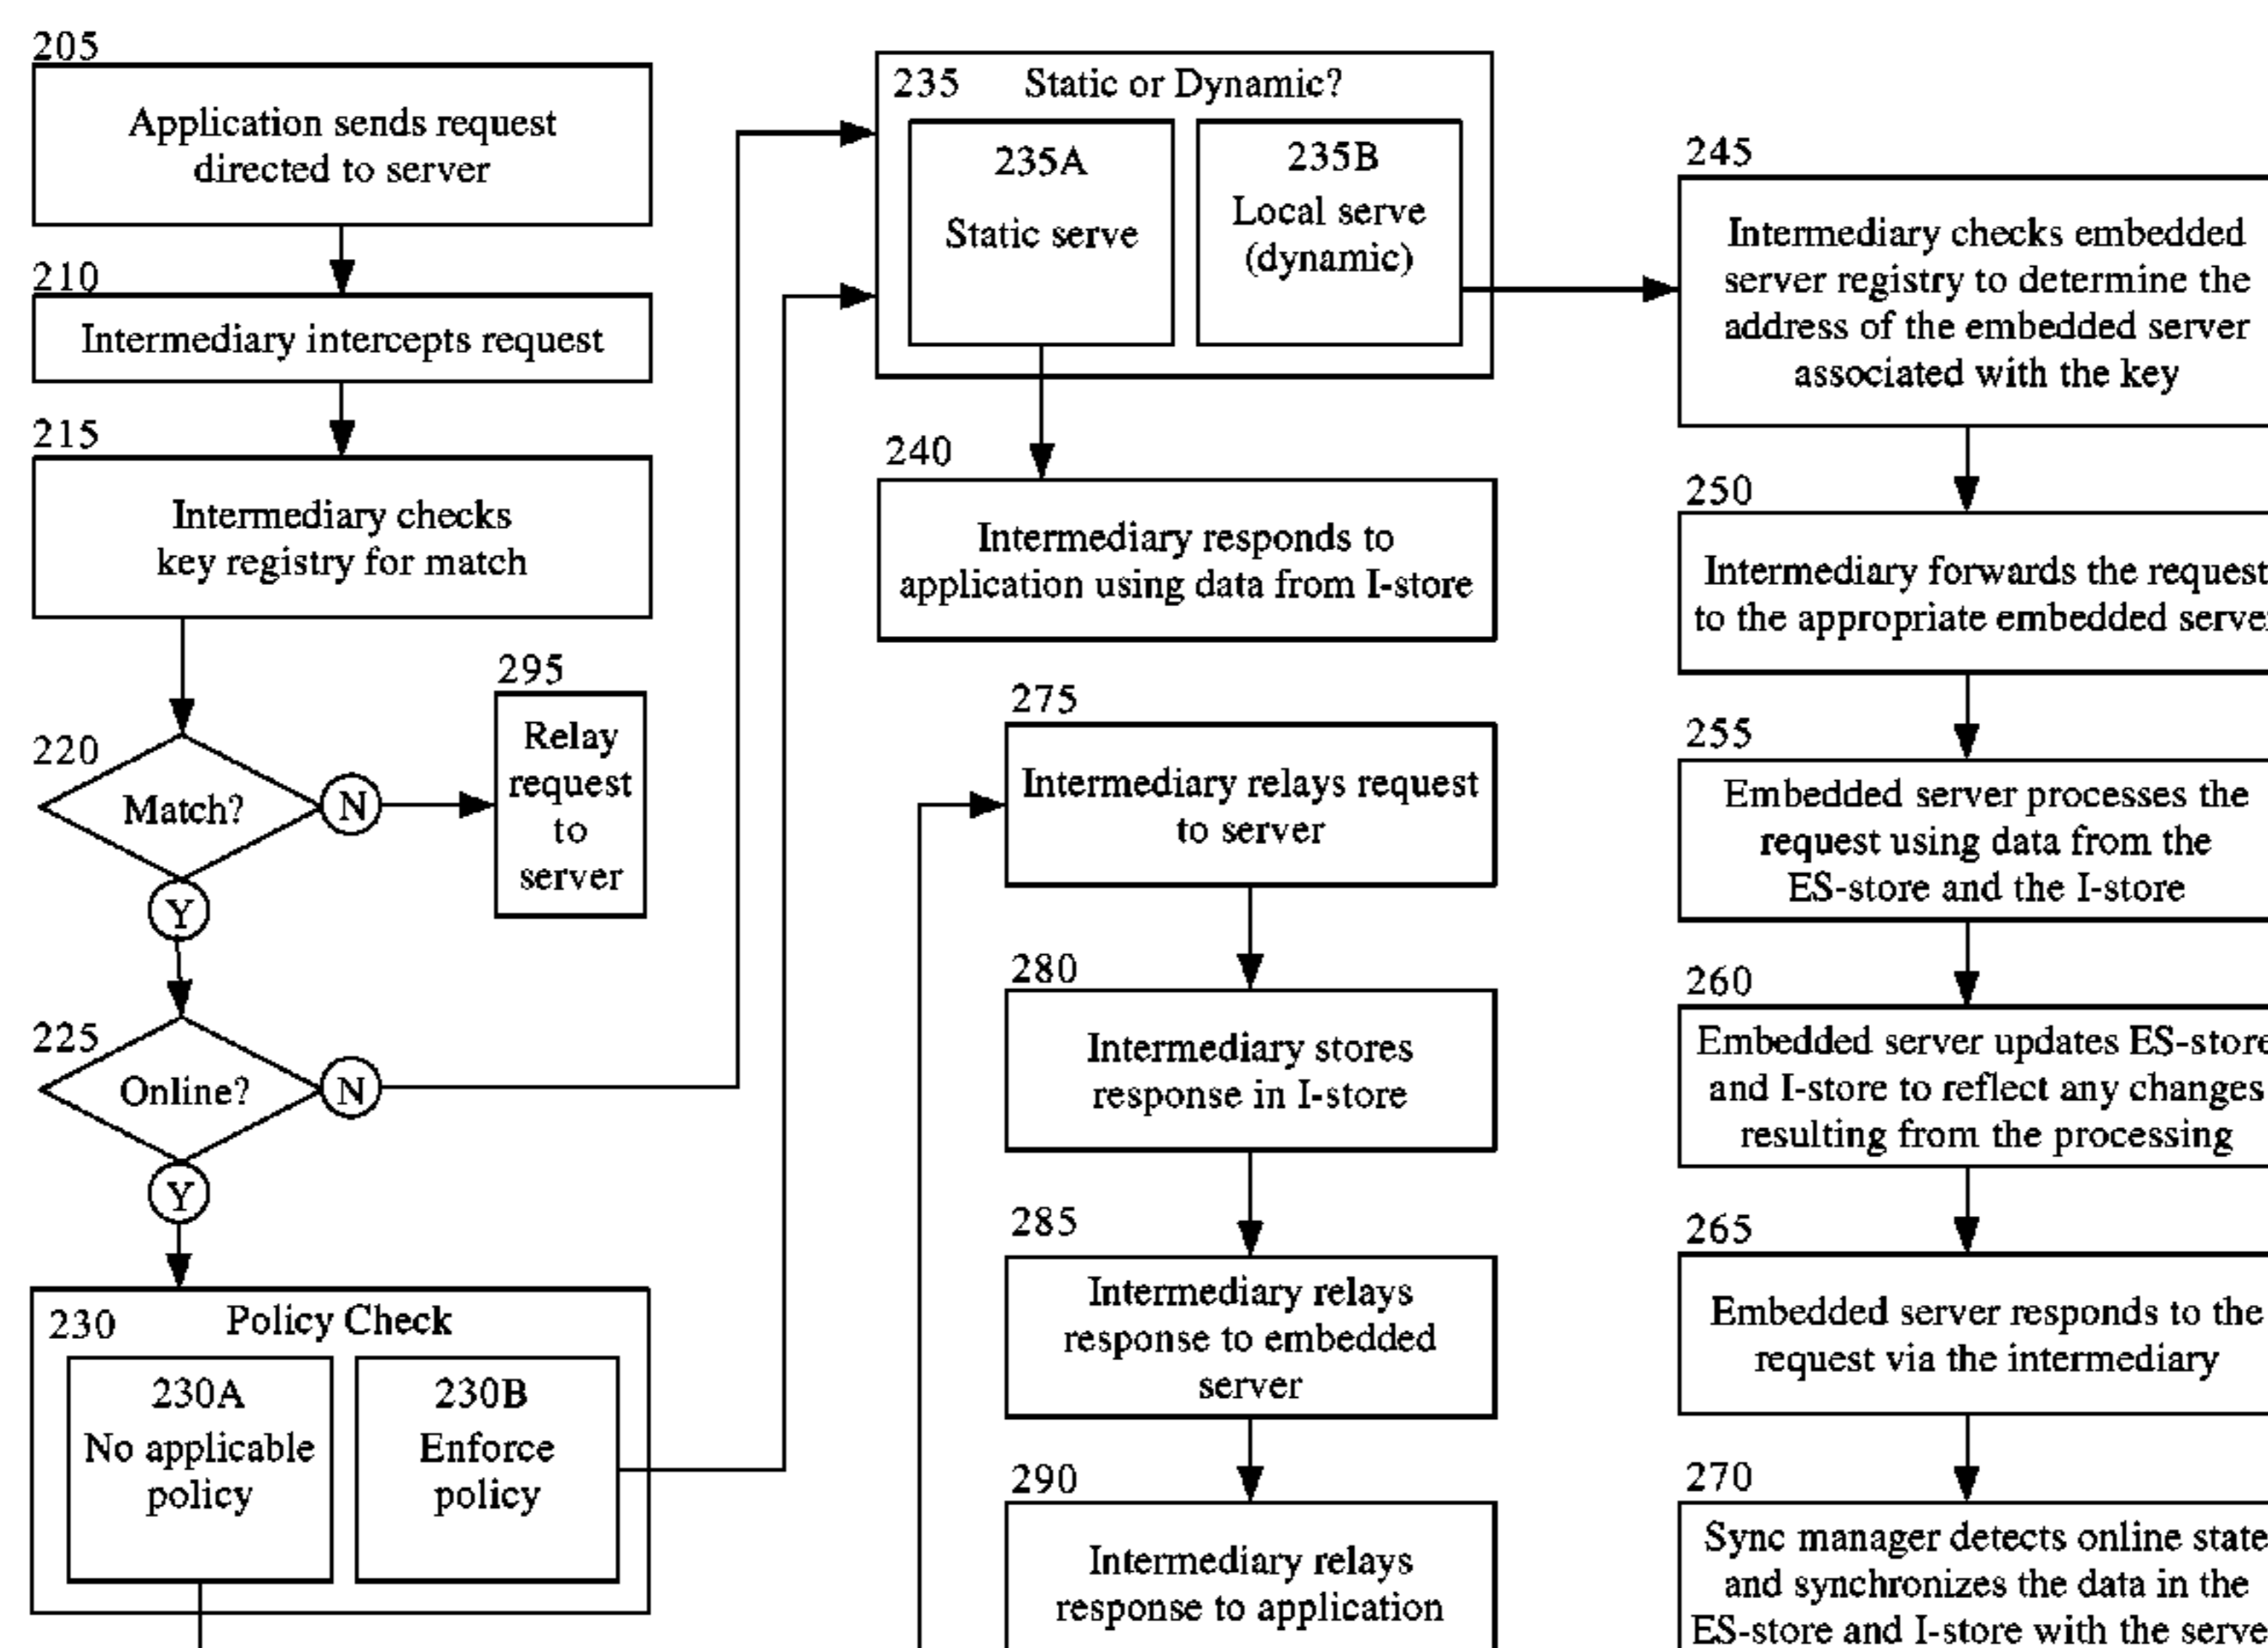 205
Application sends request
directed to server
210
Intermediary intercepts request
215
Intermediary checks
key registry for match
220
Match?
N
Y
295
Relay
request
to
server
225
Online?
N
Y
230 Policy Check
230A
No applicable
policy
230B
Enforce
policy
235 Static or Dynamic?
235A
Static serve
235B
Local serve
(dynamic)
240
Intermediary responds to
application using data from I-store
275
Intermediary relays request
to server
280
Intermediary stores
response in I-store
285
Intermediary relays
response to embedded
server
290
Intermediary relays
response to application
245
Intermediary checks embedded
server registry to determine the
address of the embedded server
associated with the key
250
Intermediary forwards the request
to the appropriate embedded server
255
Embedded server processes the
request using data from the
ES-store and the I-store
260
Embedded server updates ES-store
and I-store to reflect any changes
resulting from the processing
265
Embedded server responds to the
request via the intermediary
270
Sync manager detects online state
and synchronizes the data in the
ES-store and I-store with the server